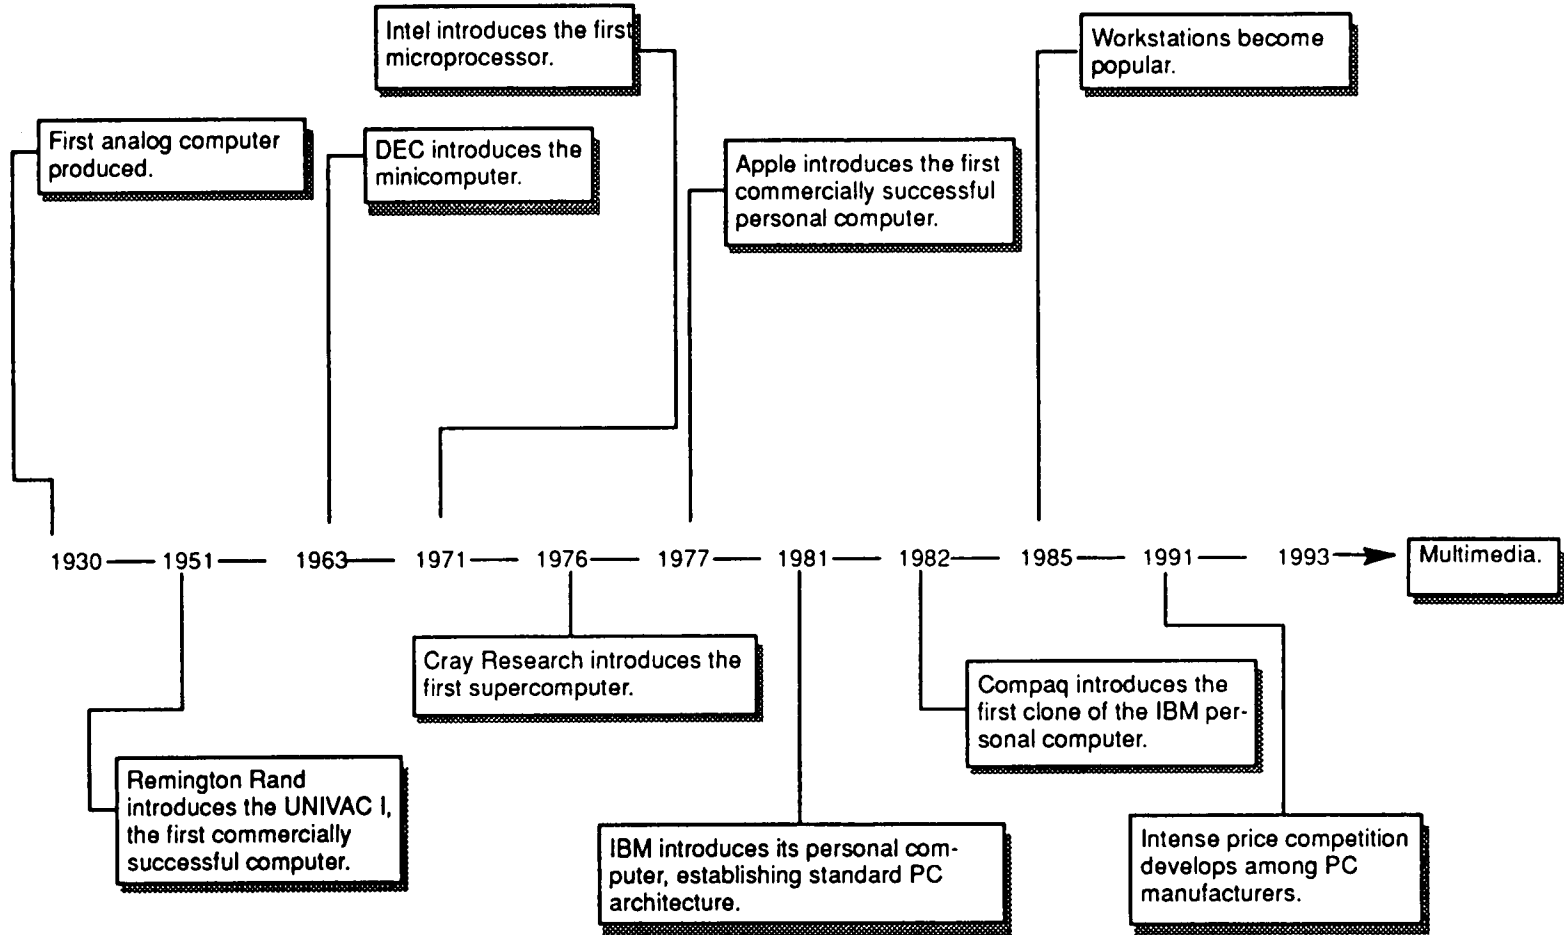 Intel introduces the first
microprocessor.
Workstations become
popular.
First analog computer
produced.
DEC introduces the
minicomputer.
Apple introduces the first
commercially successful
personal computer.
1930 1951 1963 1971 1976 1977 1981 1982 1985 1991 1993
Multimedia.
Cray Research introduces the
first supercomputer.
Compaq introduces the
first clone of the IBM per-
sonal computer.
Remington Rand
introduces the UNIVAC I,
the first commercially
successful computer.
IBM introduces its personal com-
puter, establishing standard PC
architecture.
Intense price competition
develops among PC
manufacturers.